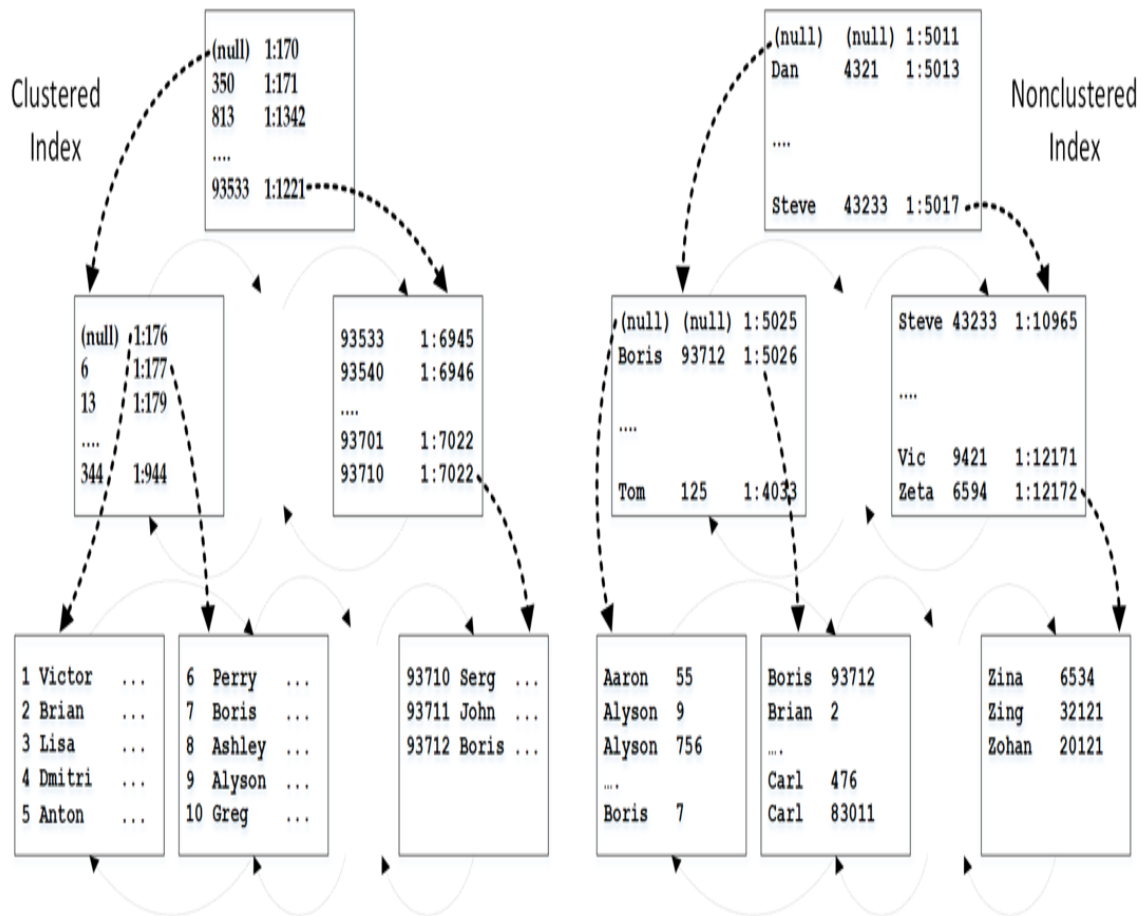 Clustered
Index
(null) 1:170
350 1:171
813 1:1342
....
93533 1:1221
(null) 1:176
6 1:177
13 1:179
....
344 1:944
93533 1:6945
93540 1:6946
....
93701 1:7022
93710 1:7022
1 Victor ...
2 Brian ...
3 Lisa ...
4 Dmitri ...
5 Anton ...
6 Perry ...
7 Boris ...
8 Ashley ...
9 Alyson ...
10 Greg ...
93710 Serg ...
93711 John ...
93712 Boris ...
Nonclustered
Index
(null) (null) 1:5011
Dan 4321 1:5013
....
Steve 43233 1:5017
(null) (null) 1:5025
Boris 93712 1:5026
....
Tom 125 1:4033
Steve 43233 1:10965
....
Vic 9421 1:12171
Zeta 6594 1:12172
Aaron 55
Alyson 9
Alyson 756
....
Boris 7
Boris 93712
Brian 2
....
Carl 476
Carl 83011
Zina 6534
Zing 32121
Zohan 20121